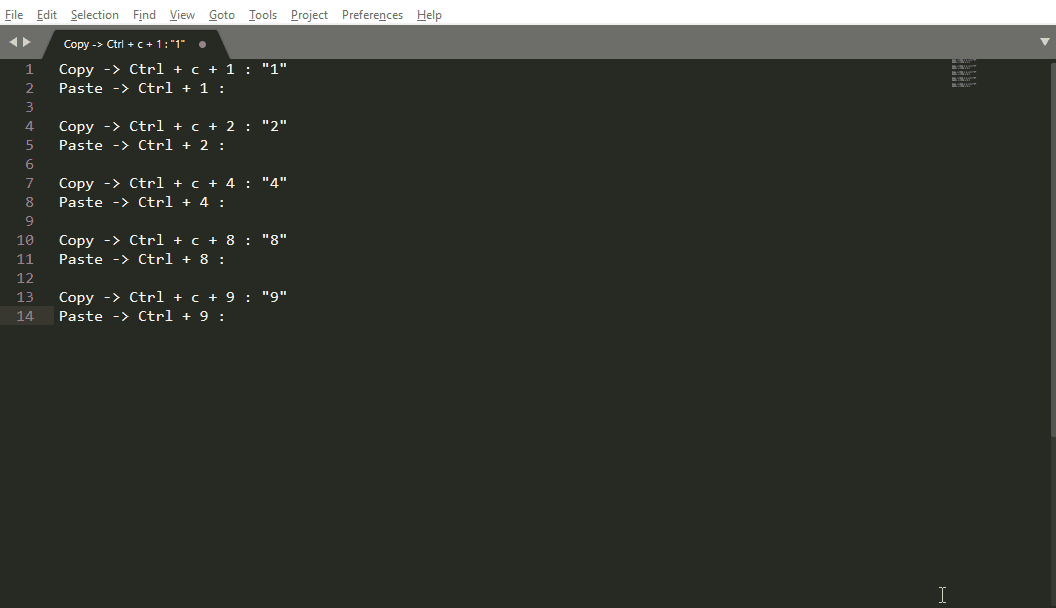 File Edit Selection Find View Goto Tools Project Preferences Help
Copy -> Ctrl + c + 1 : "1"
1 Copy -> Ctrl + c + 1 : "1"
2 Paste -> Ctrl + 1 :
3
4 Copy -> Ctrl + c + 2 : "2"
5 Paste -> Ctrl + 2 :
6
7 Copy -> Ctrl + c + 4 : "4"
8 Paste -> Ctrl + 4 :
9
10 Copy -> Ctrl + c + 8 : "8"
11 Paste -> Ctrl + 8 :
12
13 Copy -> Ctrl + c + 9 : "9"
14 Paste -> Ctrl + 9 :